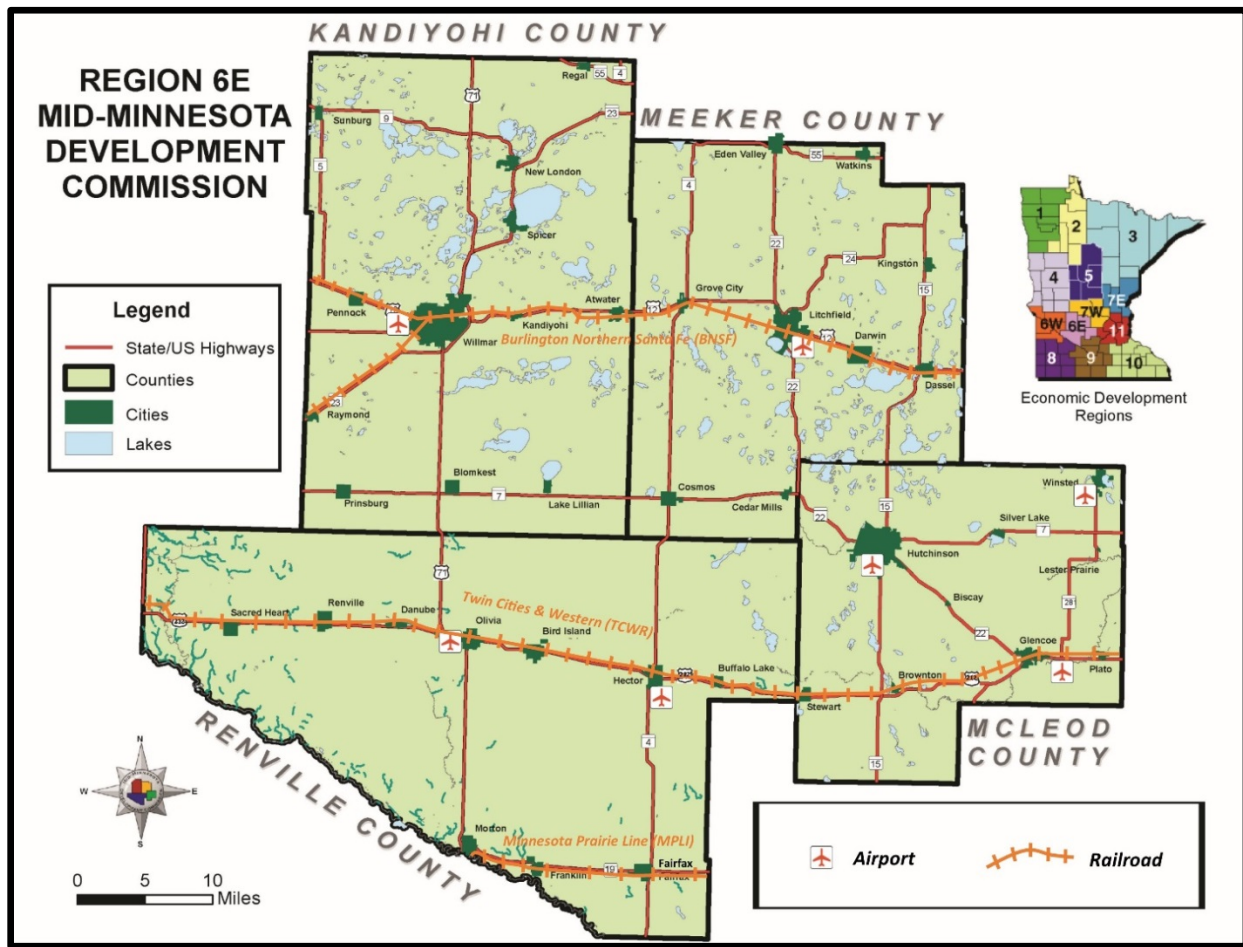 KANDIYOHI COUNTY
REGION 6E
MID-MINNESOTA
DEVELOPMENT
COMMISSION
MEEKER COUNTY
Legend
State/US Highways
Counties
Cities
Lakes
Regal
55
4
71
Sunburg
9
23
5
New London
Spicer
Eden Valley
55
Watkins
4
22
24
Kingston
15
Pennock
Willmar
Kandiyohi
Atwater
12
Grove City
Litchfield
12
Darwin
Dassel
Burlington Northern Santa Fe (BNSF)
23
Raymond
22
Prinsburg
Blomkest
7
Lake Lillian
Cosmos
Cedar Mills
22
15
Winsted
Silver Lake
7
Hutchinson
Lester Prairie
Biscay
22
Glencoe
Plato
71
Sacred Heart
Renville
Danube
Olivia
Twin Cities & Western (TCWR)
Bird Island
Hector
Buffalo Lake
Stewart
Brownton
4
15
RENVILLE COUNTY
MCLEOD
COUNTY
Morton
Minnesota Prairie Line (MPLI)
Franklin
19
Fairfax
Fairfax
1
2
3
4
5
6W
6E
7W
7E
8
9
10
11
Economic Development
Regions
N
W
E
S
0 5 10
Miles
Airport
Railroad